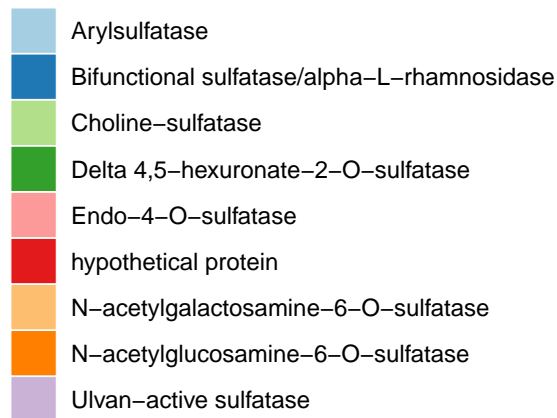 Arylsulfatase
Bifunctional sulfatase/alpha−L−rhamnosidase
Choline−sulfatase
Delta 4,5−hexuronate−2−O−sulfatase
Endo−4−O−sulfatase
hypothetical protein
N−acetylgalactosamine−6−O−sulfatase
N−acetylglucosamine−6−O−sulfatase
Ulvan−active sulfatase